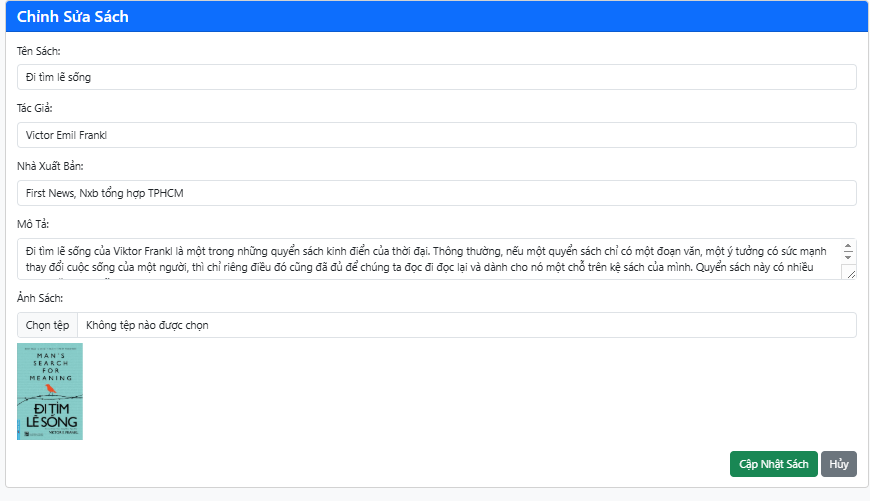 Chỉnh Sửa Sách
Tên Sách:
Đi tìm lẽ sống
Tác Giả:
Victor Emil Frankl
Nhà Xuất Bản:
First News, Nxb tổng hợp TPHCM
Mô Tả:
Đi tìm lẽ sống của Viktor Frankl là một trong những quyển sách kinh điển của thời đại. Thông thường, nếu một quyển sách chỉ có một đoạn văn, một ý tưởng có sức mạnh
thay đổi cuộc sống của một người, thì chỉ riêng điều đó cũng đã đủ để chúng ta đọc đi đọc lại và dành cho nó một chỗ trên kệ sách của mình. Quyển sách này có nhiều
Ảnh Sách:
Chọn tệp Không tệp nào được chọn
MAN'S
SEARCH
FOR
MEANING
ĐI TÌM
LẼ SỐNG
VIKTOR E. FRANKL
Cập Nhật Sách Hủy